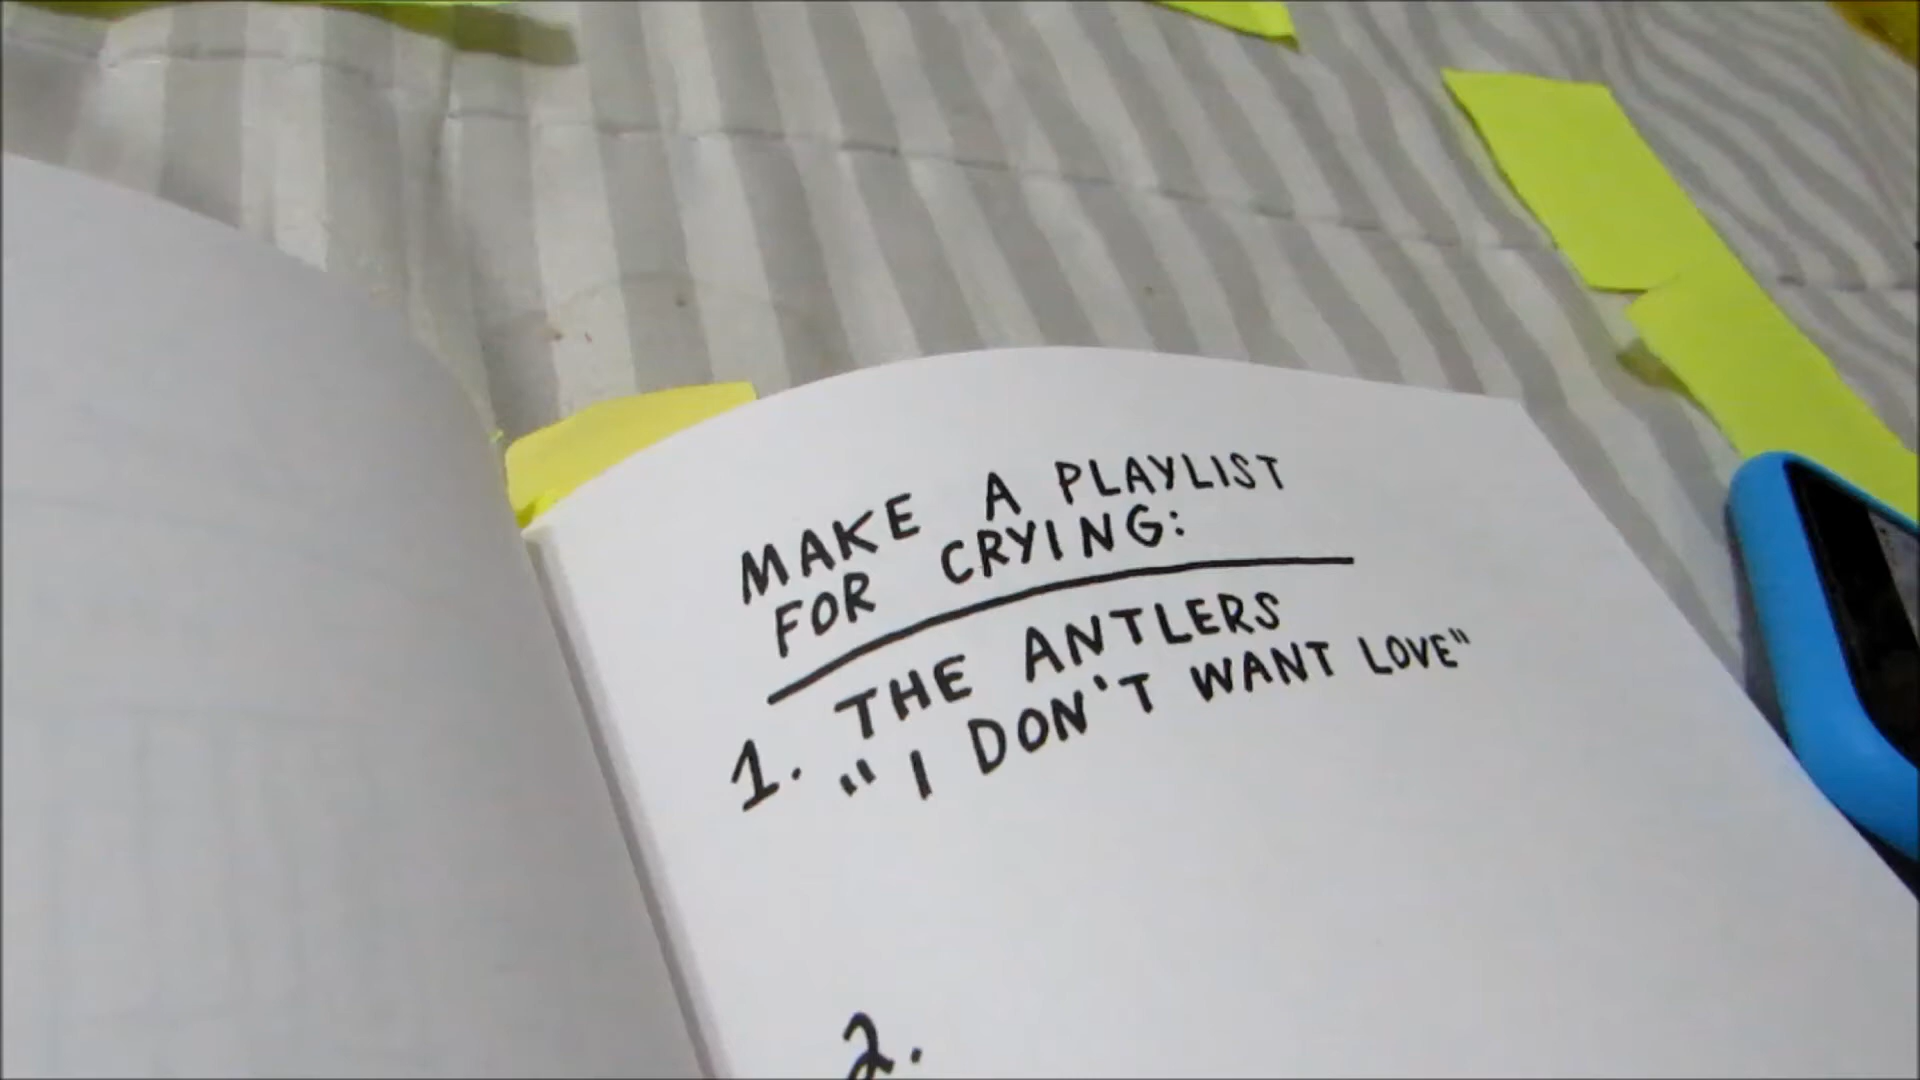 MAKE A PLAYLIST
FOR CRYING:
1. THE ANTLERS
"I DON'T WANT LOVE"
2.